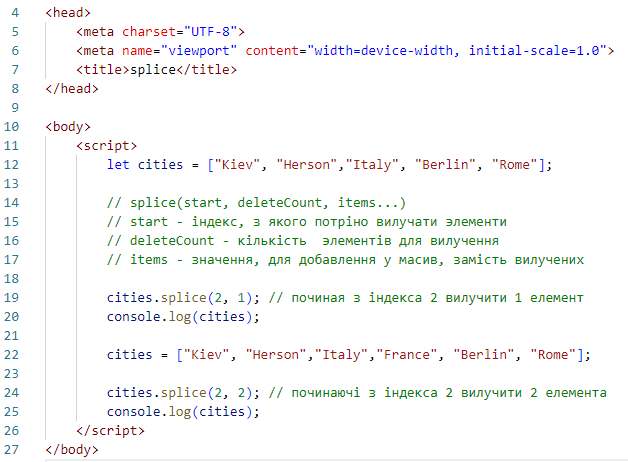 4 <head>
5 <meta charset="UTF-8">
6 <meta name="viewport" content="width=device-width, initial-scale=1.0">
7 <title>splice</title>
8 </head>
9
10 <body>
11 <script>
12 let cities = ["Kiev", "Herson","Italy", "Berlin", "Rome"];
13
14 // splice(start, deleteCount, items...)
15 // start - індекс, з якого потріно вилучати элементи
16 // deleteCount - кількість  элементів для вилучення
17 // items - значення, для добавлення у масив, замість вилучених
18
19 cities.splice(2, 1); // починая з індекса 2 вилучити 1 елемент
20 console.log(cities);
21
22 cities = ["Kiev", "Herson","Italy","France", "Berlin", "Rome"];
23
24 cities.splice(2, 2); // починаючі з індекса 2 вилучити 2 елемента
25 console.log(cities);
26 </script>
27 </body>